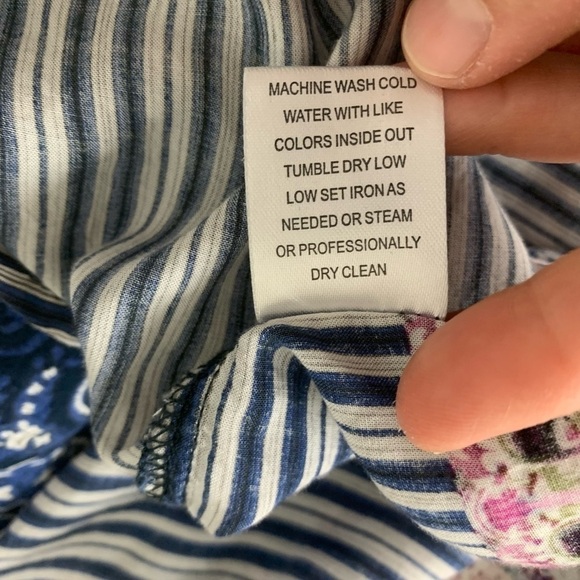 MACHINE WASH COLD
WATER WITH LIKE
COLORS INSIDE OUT
TUMBLE DRY LOW
LOW SET IRON AS
NEEDED OR STEAM
OR PROFESSIONALLY
DRY CLEAN